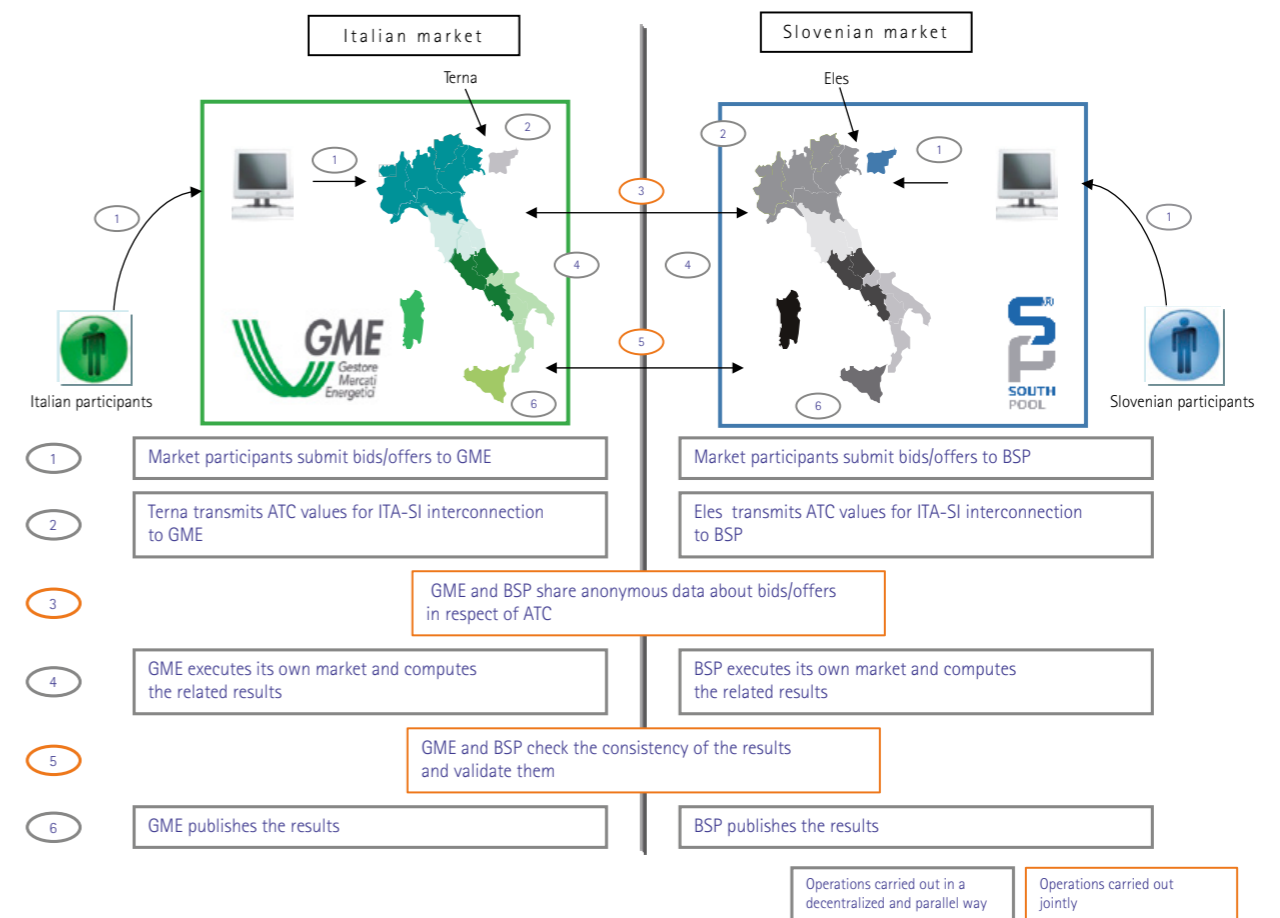 Italian market
Slovenian market
Terna
Eles
2
2
1
1
3
1
1
4
4
GME
Gestore
Mercati
Energetici
5
SOUTH
POOL
6
6
Italian participants
Slovenian participants
1
Market participants submit bids/offers to GME
Market participants submit bids/offers to BSP
2
Terna transmits ATC values for ITA-SI interconnection
to GME
Eles transmits ATC values for ITA-SI interconnection
to BSP
3
GME and BSP share anonymous data about bids/offers
in respect of ATC
4
GME executes its own market and computes
the related results
BSP executes its own market and computes
the related results
5
GME and BSP check the consistency of the results
and validate them
6
GME publishes the results
BSP publishes the results
Operations carried out in a
decentralized and parallel way
Operations carried out
jointly